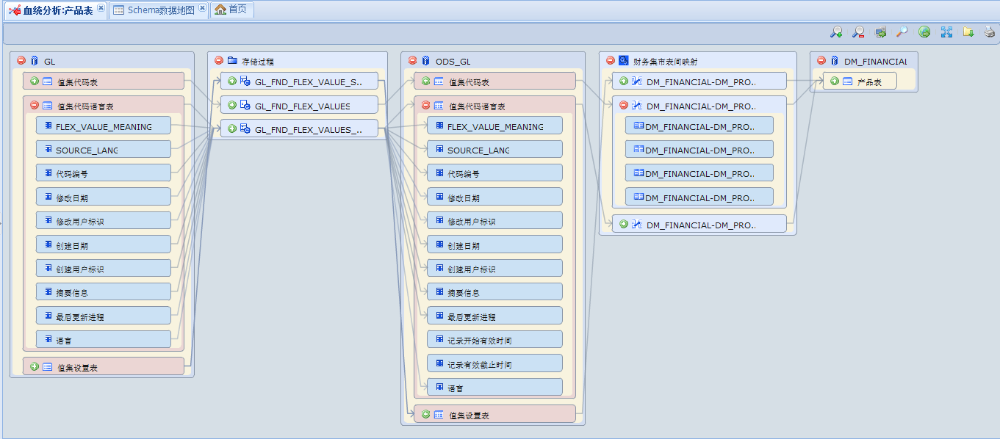 血统分析:产品表
Schema数据地图
首页
GL
值集代码表
值集代码语言表
FLEX_VALUE_MEANING
SOURCE_LANG
代码编号
修改日期
修改用户标识
创建日期
创建用户标识
摘要信息
最后更新进程
语言
值集设置表
存储过程
GL_FND_FLEX_VALUE_S..
GL_FND_FLEX_VALUES
GL_FND_FLEX_VALUES_..
ODS_GL
值集代码表
值集代码语言表
FLEX_VALUE_MEANING
SOURCE_LANG
代码编号
修改日期
修改用户标识
创建日期
创建用户标识
摘要信息
最后更新进程
记录开始有效时间
记录有效截止时间
语言
值集设置表
财务集市表间映射
DM_FINANCIAL-DM_PRO..
DM_FINANCIAL-DM_PRO..
DM_FINANCIAL-DM_PRO..
DM_FINANCIAL-DM_PRO..
DM_FINANCIAL-DM_PRO..
DM_FINANCIAL-DM_PRO..
DM_FINANCIAL-DM_PRO..
DM_FINANCIAL
产品表